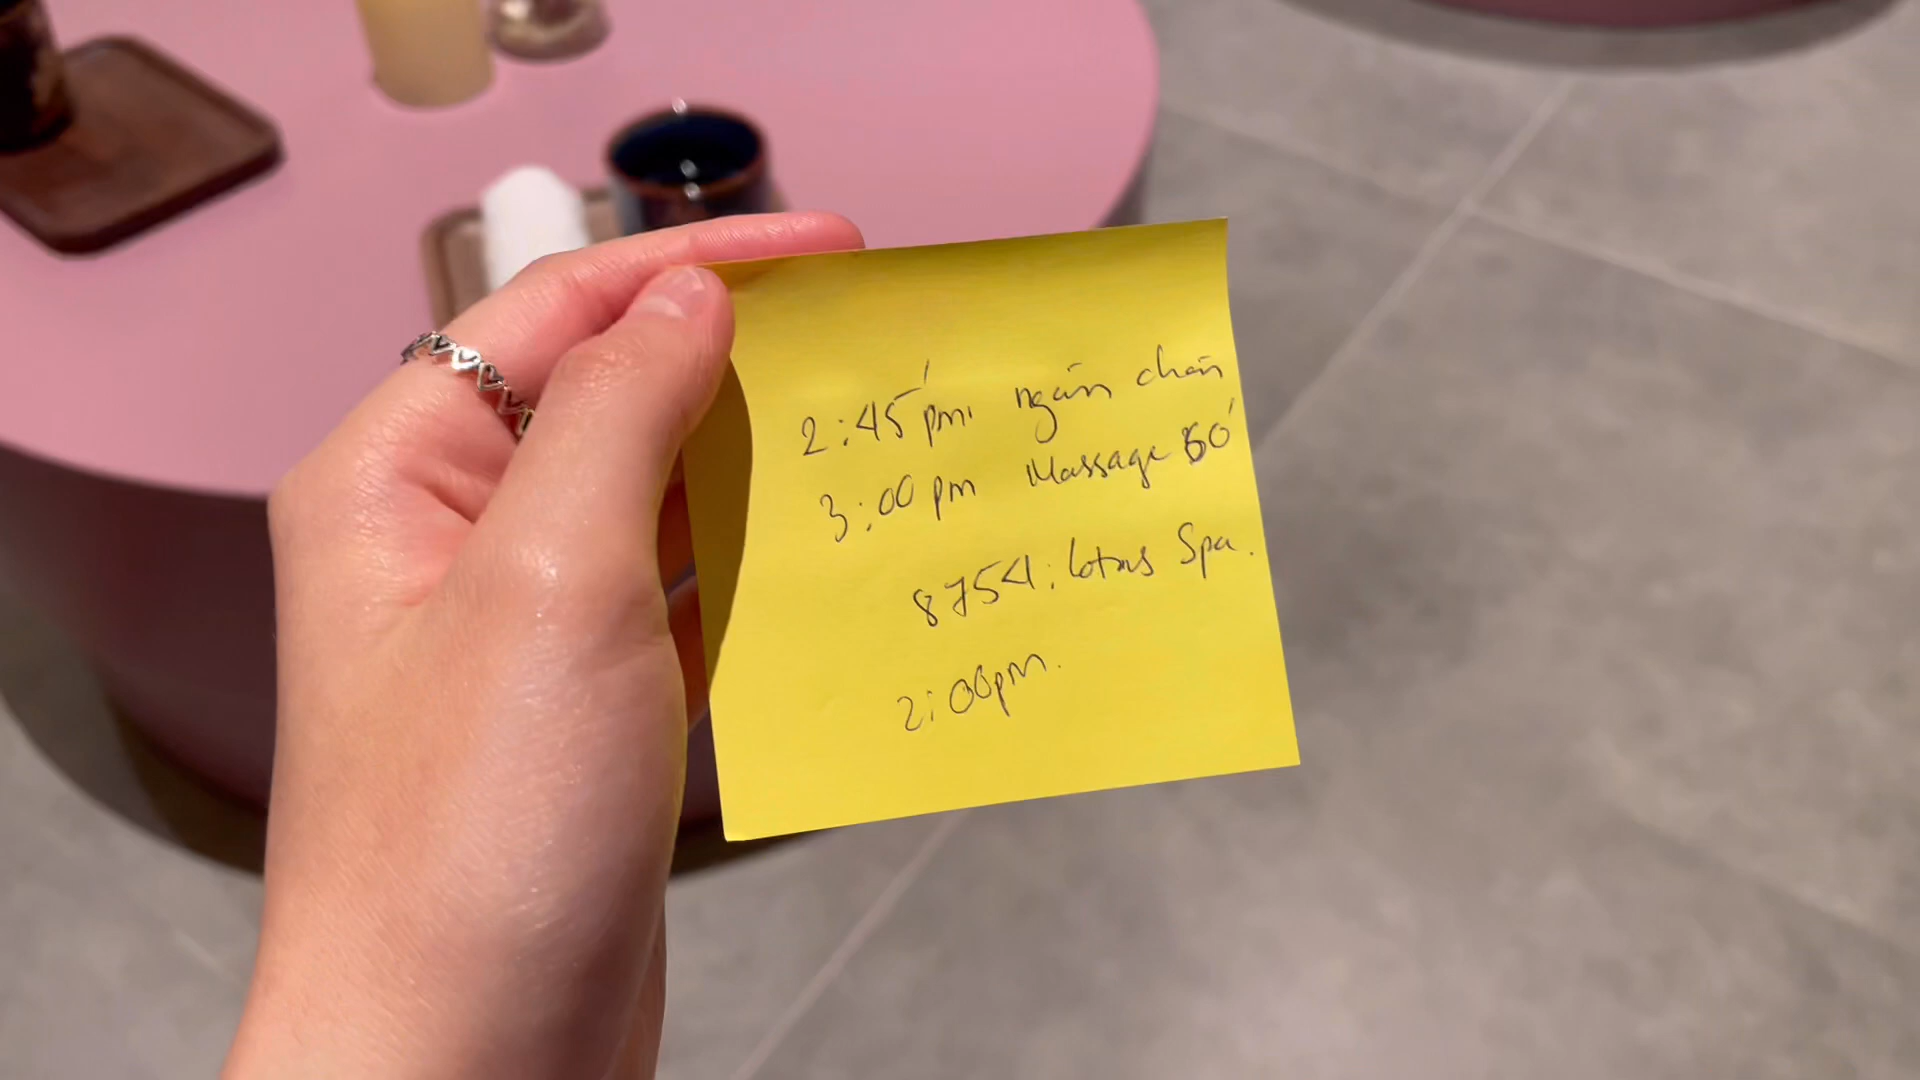 2:45 pm ngâm chân
3:00 pm Massage 60'
8754: lotus Spa.
2:00pm.